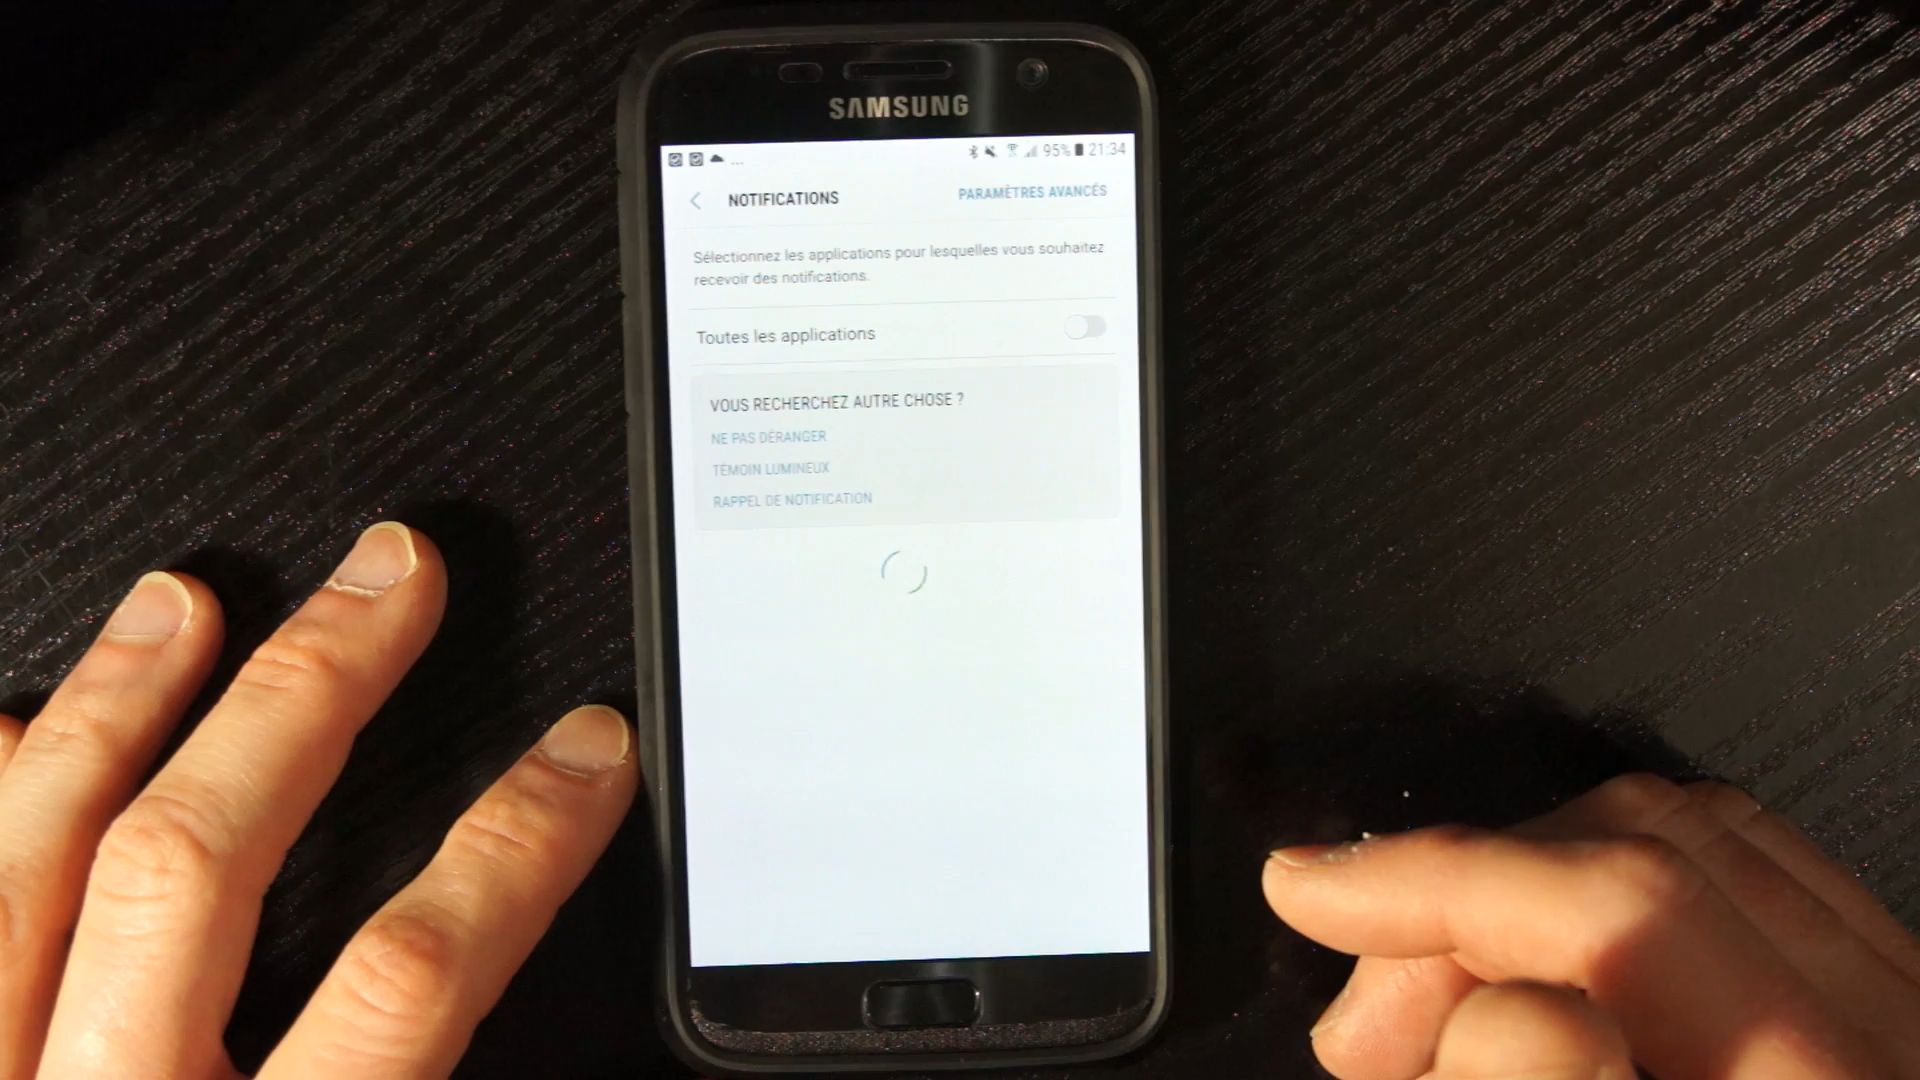 SAMSUNG
... 95% 21:34
NOTIFICATIONS PARAMÈTRES AVANCÉS
Sélectionnez les applications pour lesquelles vous souhaitez
recevoir des notifications.
Toutes les applications
VOUS RECHERCHEZ AUTRE CHOSE ?
NE PAS DÉRANGER
TÉMOIN LUMINEUX
RAPPEL DE NOTIFICATION